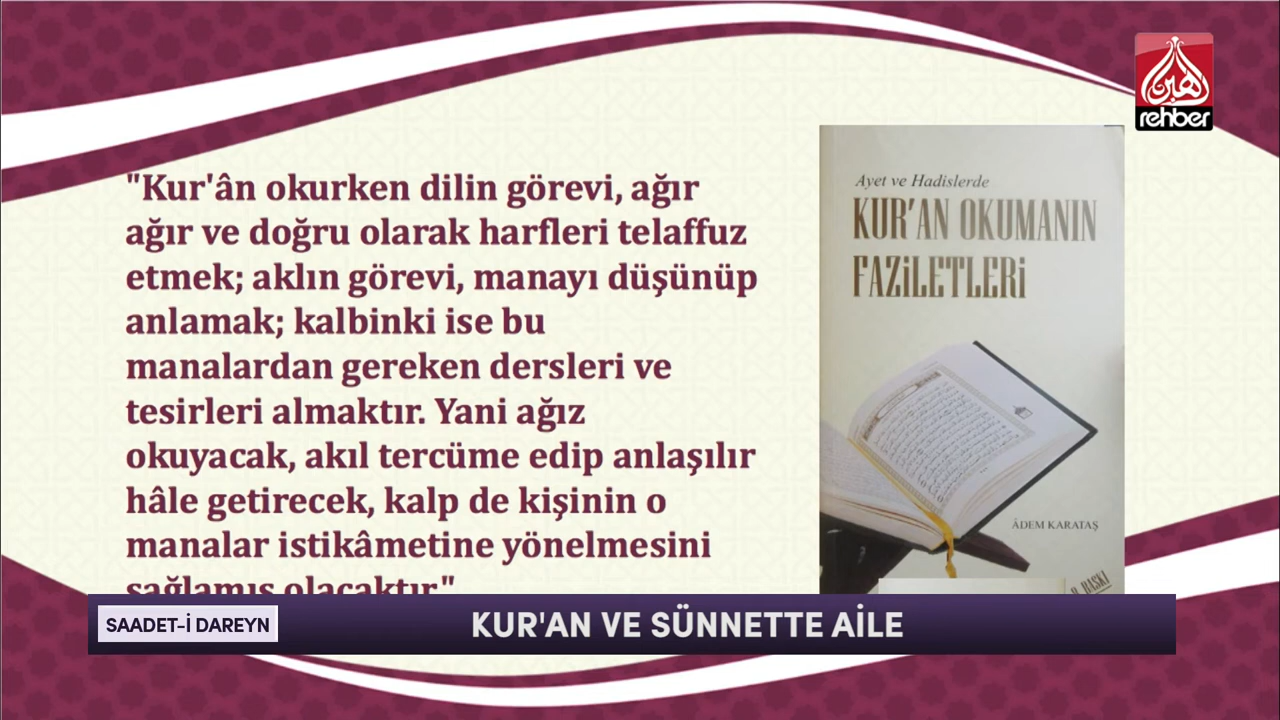 "Kur'ân okurken dilin görevi, ağır
ağır ve doğru olarak harfleri telaffuz
etmek; aklın görevi, manayı düşünüp
anlamak; kalbinki ise bu
manalardan gereken dersleri ve
tesirleri almaktır. Yani ağız
okuyacak, akıl tercüme edip anlaşılır
hâle getirecek, kalp de kişinin o
manalar istikâmetine yönelmesini
sağlamış olacaktır."
rehber
Ayet ve Hadislerde
KUR'AN OKUMANIN
FAZİLETLERİ
ÂDEM KARATAŞ
BASKI
SAADET-İ DAREYN
KUR'AN VE SÜNNETTE AİLE